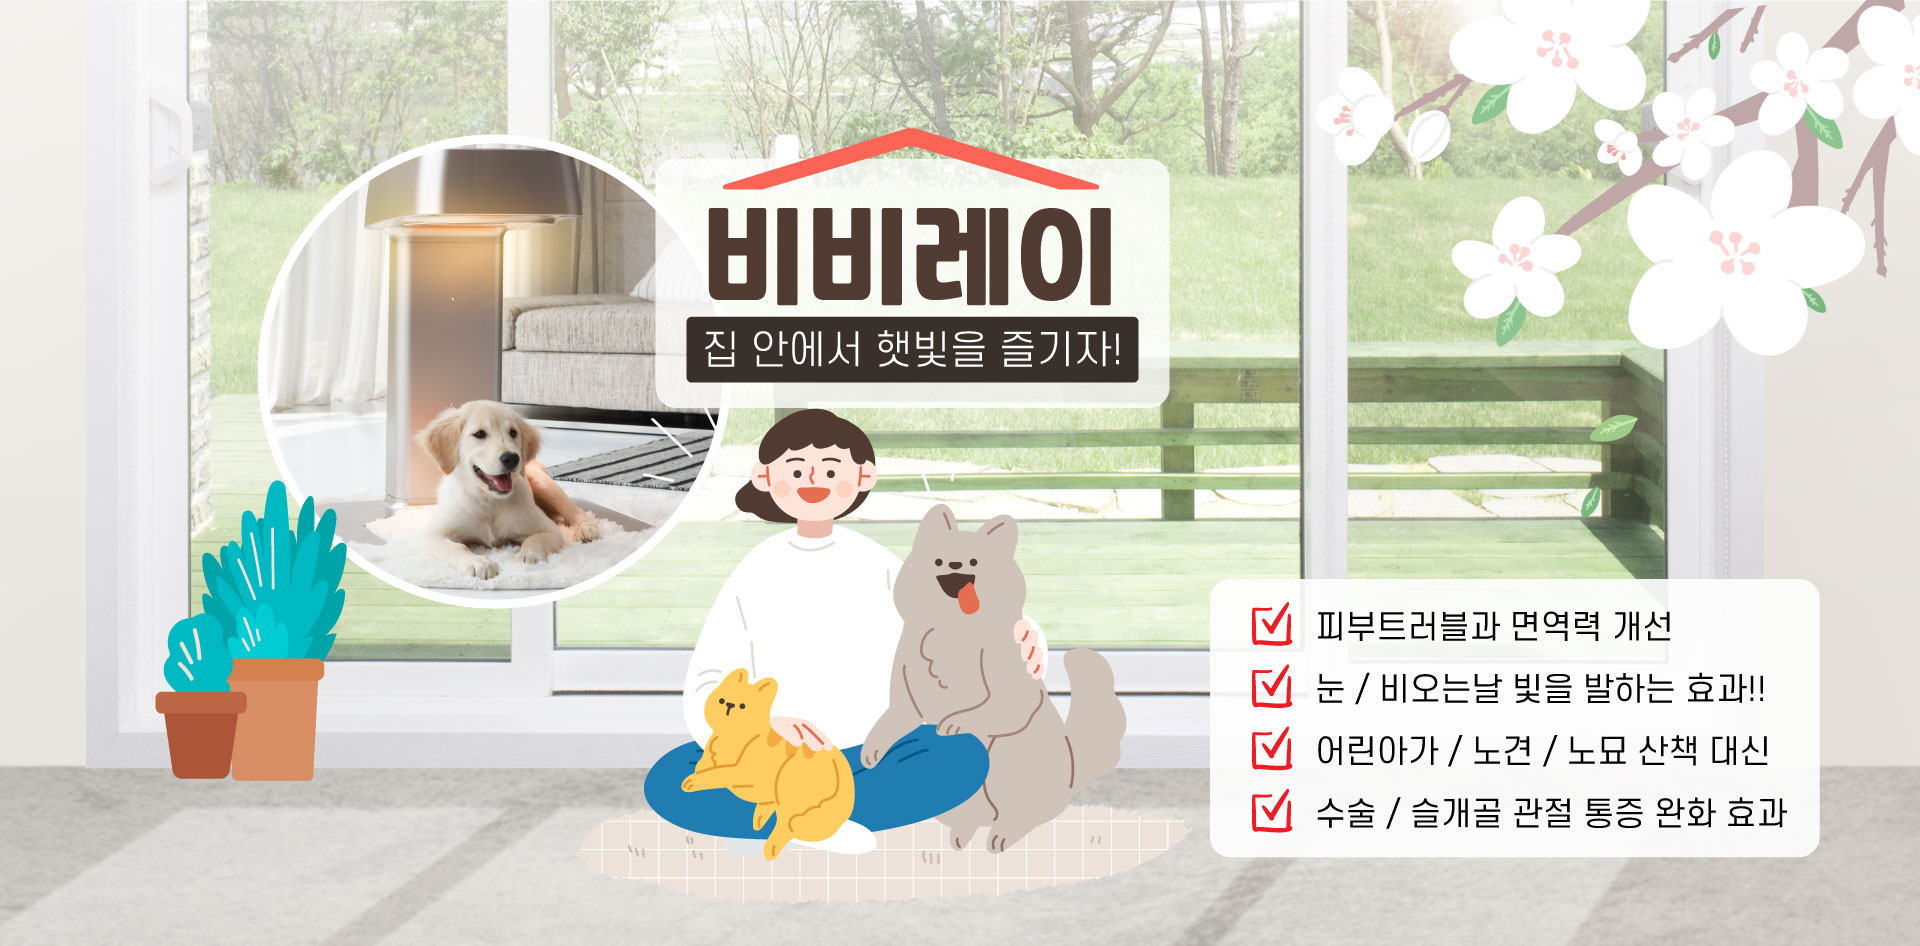 비비레이
집 안에서 햇빛을 즐기자!
피부트러블과 면역력 개선
눈 / 비오는날 빛을 발하는 효과!!
어린아가 / 노견 / 노묘 산책 대신
수술 / 슬개골 관절 통증 완화 효과